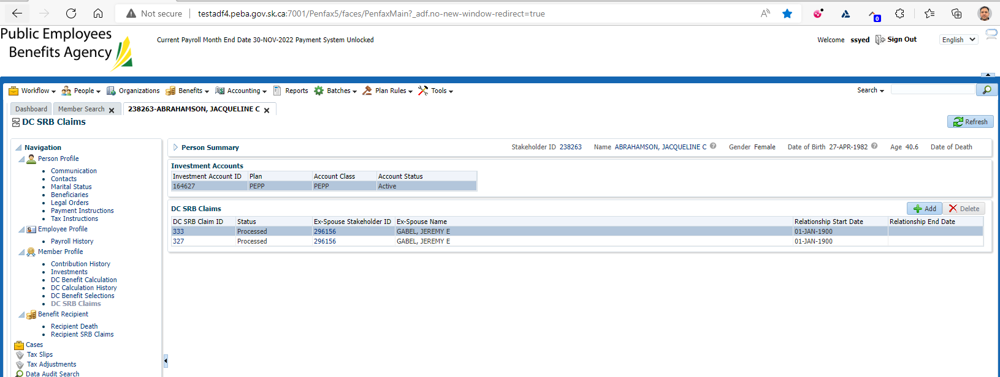 Not secure testadf4.peba.gov.sk.ca:7001/Penfax5/faces/PenfaxMain?_adf.no-new-window-redirect=true
0
Public Employees
Benefits Agency
Current Payroll Month End Date 30-NOV-2022 Payment System Unlocked
Welcome ssyed Sign Out English
Workflow People Organizations Benefits Accounting Reports Batches Plan Rules Tools Search
Dashboard Member Search 238263-ABRAHAMSON, JACQUELINE C
DC SRB Claims Refresh
Navigation
Person Profile
Communication
Contacts
Marital Status
Beneficiaries
Legal Orders
Payment Instructions
Tax Instructions
Employee Profile
Payroll History
Member Profile
Contribution History
Investments
DC Benefit Calculation
DC Calculation History
DC Benefit Selections
DC SRB Claims
Benefit Recipient
Recipient Death
Recipient SRB Claims
Cases
Tax Slips
Tax Adjustments
Data Audit Search
Person Summary Stakeholder ID 238263 Name ABRAHAMSON, JACQUELINE C Gender Female Date of Birth 27-APR-1982 Age 40.6 Date of Death
Investment Accounts
Investment Account ID Plan Account Class Account Status
164627 PEPP PEPP Active
DC SRB Claims Add Delete
DC SRB Claim ID Status Ex-Spouse Stakeholder ID Ex-Spouse Name Relationship Start Date Relationship End Date
333 Processed 296156 GABEL, JEREMY E 01-JAN-1900
327 Processed 296156 GABEL, JEREMY E 01-JAN-1900